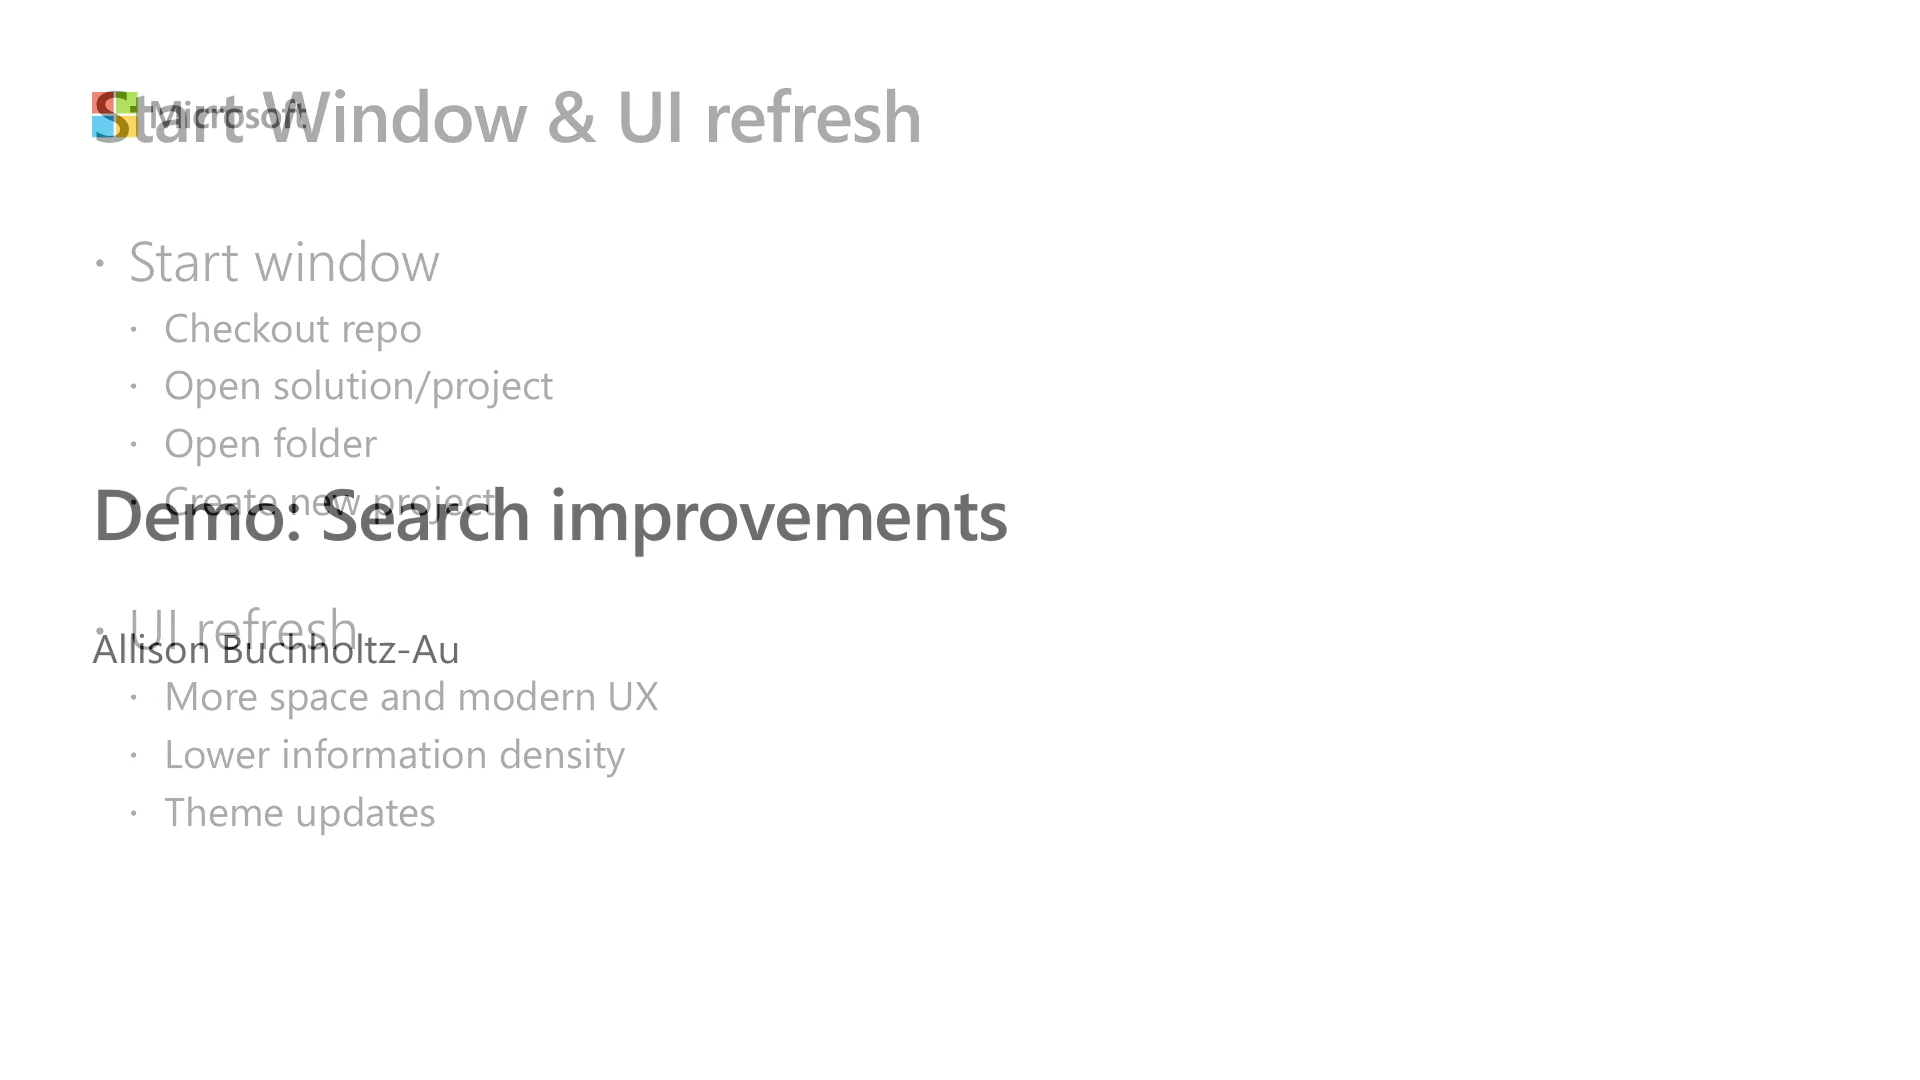 Start Window & UI refresh
Microsoft
· Start window
· Checkout repo
· Open solution/project
· Open folder
· Create new project
Demo: Search improvements
· UI refresh
Allison Buchholtz-Au
· More space and modern UX
· Lower information density
· Theme updates